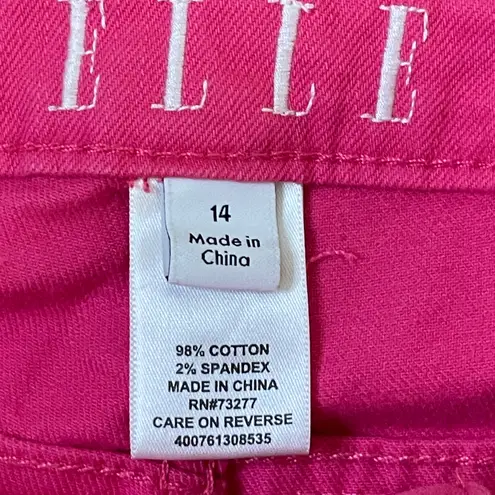 ELLE
14
Made in
China
98% COTTON
2% SPANDEX
MADE IN CHINA
RN#73277
CARE ON REVERSE
400761308535